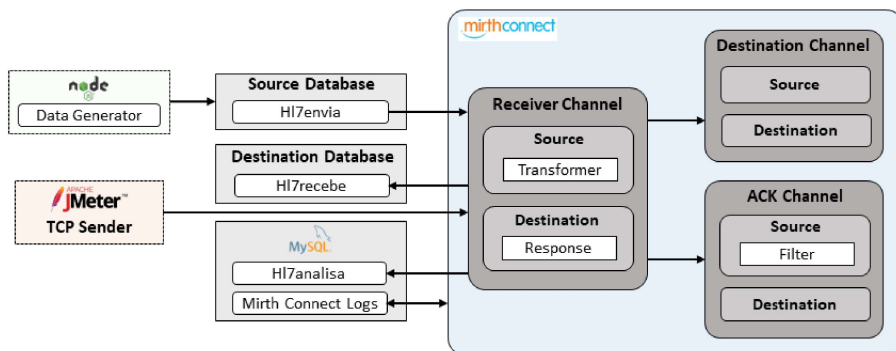 mirthconnect
node
JS
Data Generator
Source Database
Hl7envia
Destination Database
Hl7recebe
APACHE
JMeter™
TCP Sender
MySQL
Hl7analisa
Mirth Connect Logs
Receiver Channel
Source
Transformer
Destination
Response
Destination Channel
Source
Destination
ACK Channel
Source
Filter
Destination